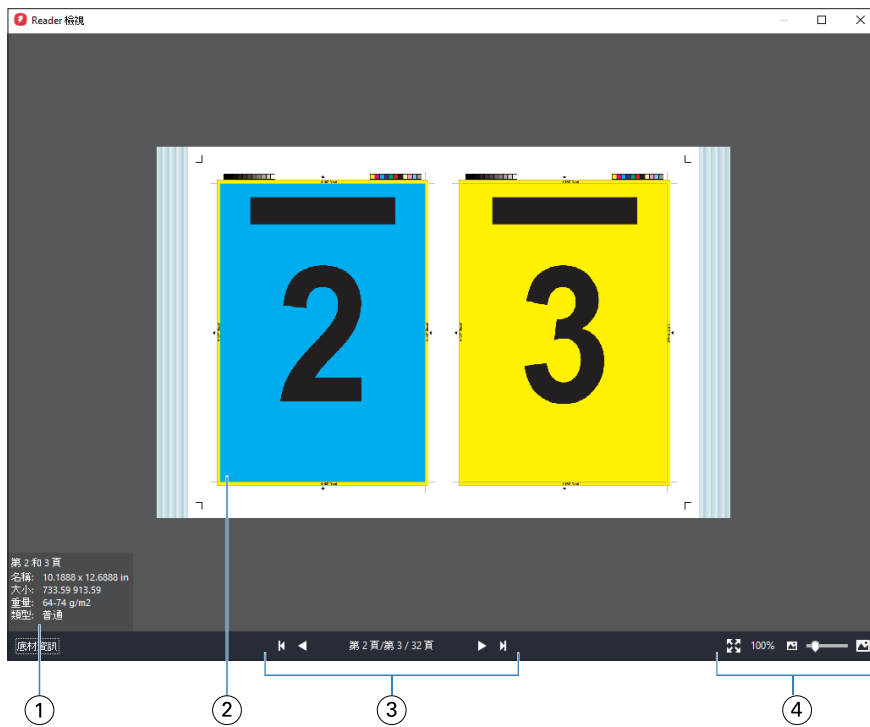 Reader 檢視
2
3
第 2 和 3 頁
名稱: 10.1888 x 12.6888 in
大小: 733.59 913.59
重量: 64-74 g/m2
類型: 普通
底材資訊
第 2 頁/第 3 / 32 頁
100%
1
2
3
4